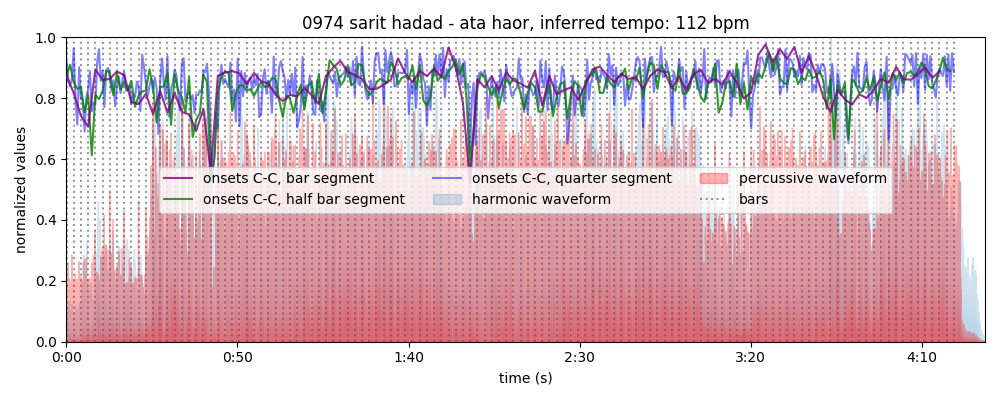 0974 sarit hadad - ata haor, inferred tempo: 112 bpm
1.0
0.8
0.6
0.4
0.2
0.0
normalized values
onsets C-C, bar segment
onsets C-C, half bar segment
onsets C-C, quarter segment
harmonic waveform
percussive waveform
bars
0:00 0:50 1:40 2:30 3:20 4:10
time (s)